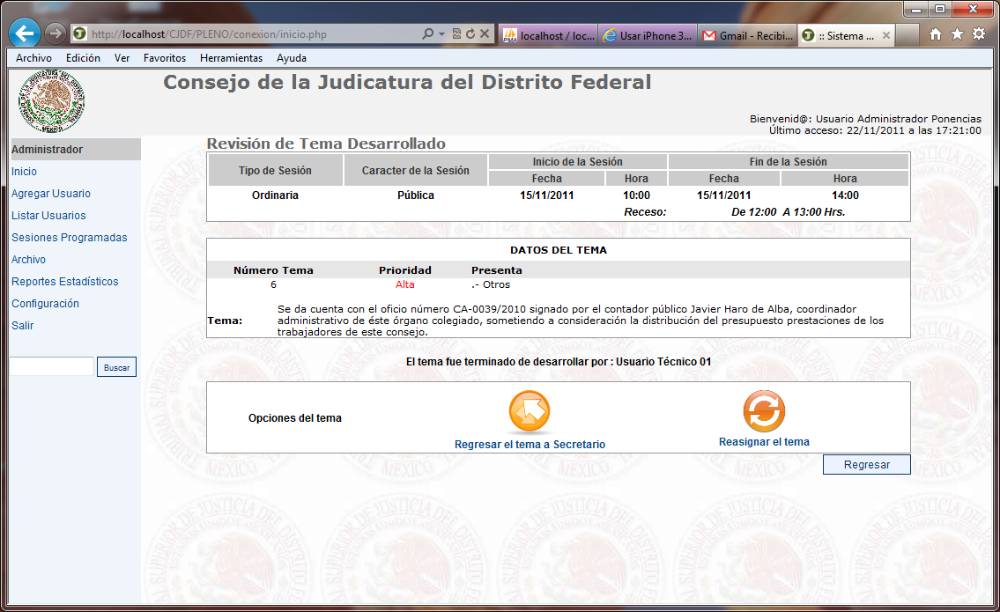 http://localhost/CJDF/PLENO/conexion/inicio.php
localhost / loc...
Usar iPhone 3...
Gmail - Recibi...
:: Sistema ...
Archivo Edición Ver Favoritos Herramientas Ayuda
Consejo de la Judicatura del Distrito Federal
Bienvenid@: Usuario Administrador Ponencias
Último acceso: 22/11/2011 a las 17:21:00
Administrador
Inicio
Agregar Usuario
Listar Usuarios
Sesiones Programadas
Archivo
Reportes Estadísticos
Configuración
Salir
Buscar
Revisión de Tema Desarrollado
Tipo de Sesión Caracter de la Sesión Inicio de la Sesión Fin de la Sesión
Fecha Hora Fecha Hora
Ordinaria Pública 15/11/2011 10:00 15/11/2011 14:00
Receso: De 12:00 A 13:00 Hrs.
DATOS DEL TEMA
Número Tema Prioridad Presenta
6 Alta .- Otros
Tema:
Se da cuenta con el oficio número CA-0039/2010 signado por el contador público Javier Haro de Alba, coordinador
administrativo de éste órgano colegiado, sometiendo a consideración la distribución del presupuesto prestaciones de los
trabajadores de este consejo.
El tema fue terminado de desarrollar por : Usuario Técnico 01
Opciones del tema
Regresar el tema a Secretario
Reasignar el tema
Regresar